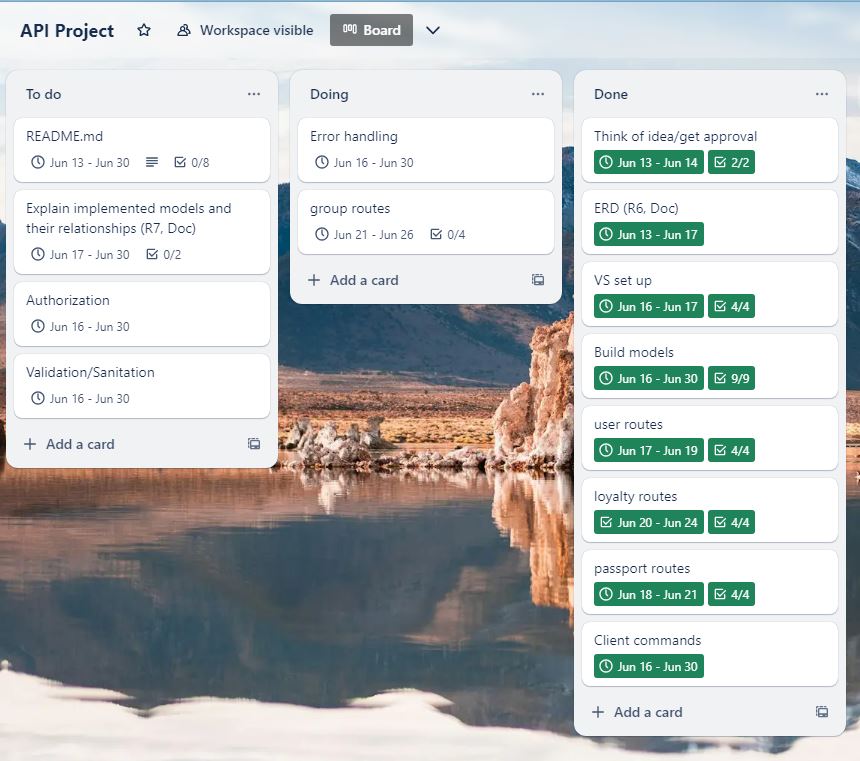 API Project
Workspace visible
Board
To do
README.md
Jun 13 - Jun 30
0/8
Explain implemented models and
their relationships (R7, Doc)
Jun 17 - Jun 30
0/2
Authorization
Jun 16 - Jun 30
Validation/Sanitation
Jun 16 - Jun 30
Add a card
Doing
Error handling
Jun 16 - Jun 30
group routes
Jun 21 - Jun 26
0/4
Add a card
Done
Think of idea/get approval
Jun 13 - Jun 14
2/2
ERD (R6, Doc)
Jun 13 - Jun 17
VS set up
Jun 16 - Jun 17
4/4
Build models
Jun 16 - Jun 30
9/9
user routes
Jun 17 - Jun 19
4/4
loyalty routes
Jun 20 - Jun 24
4/4
passport routes
Jun 18 - Jun 21
4/4
Client commands
Jun 16 - Jun 30
Add a card